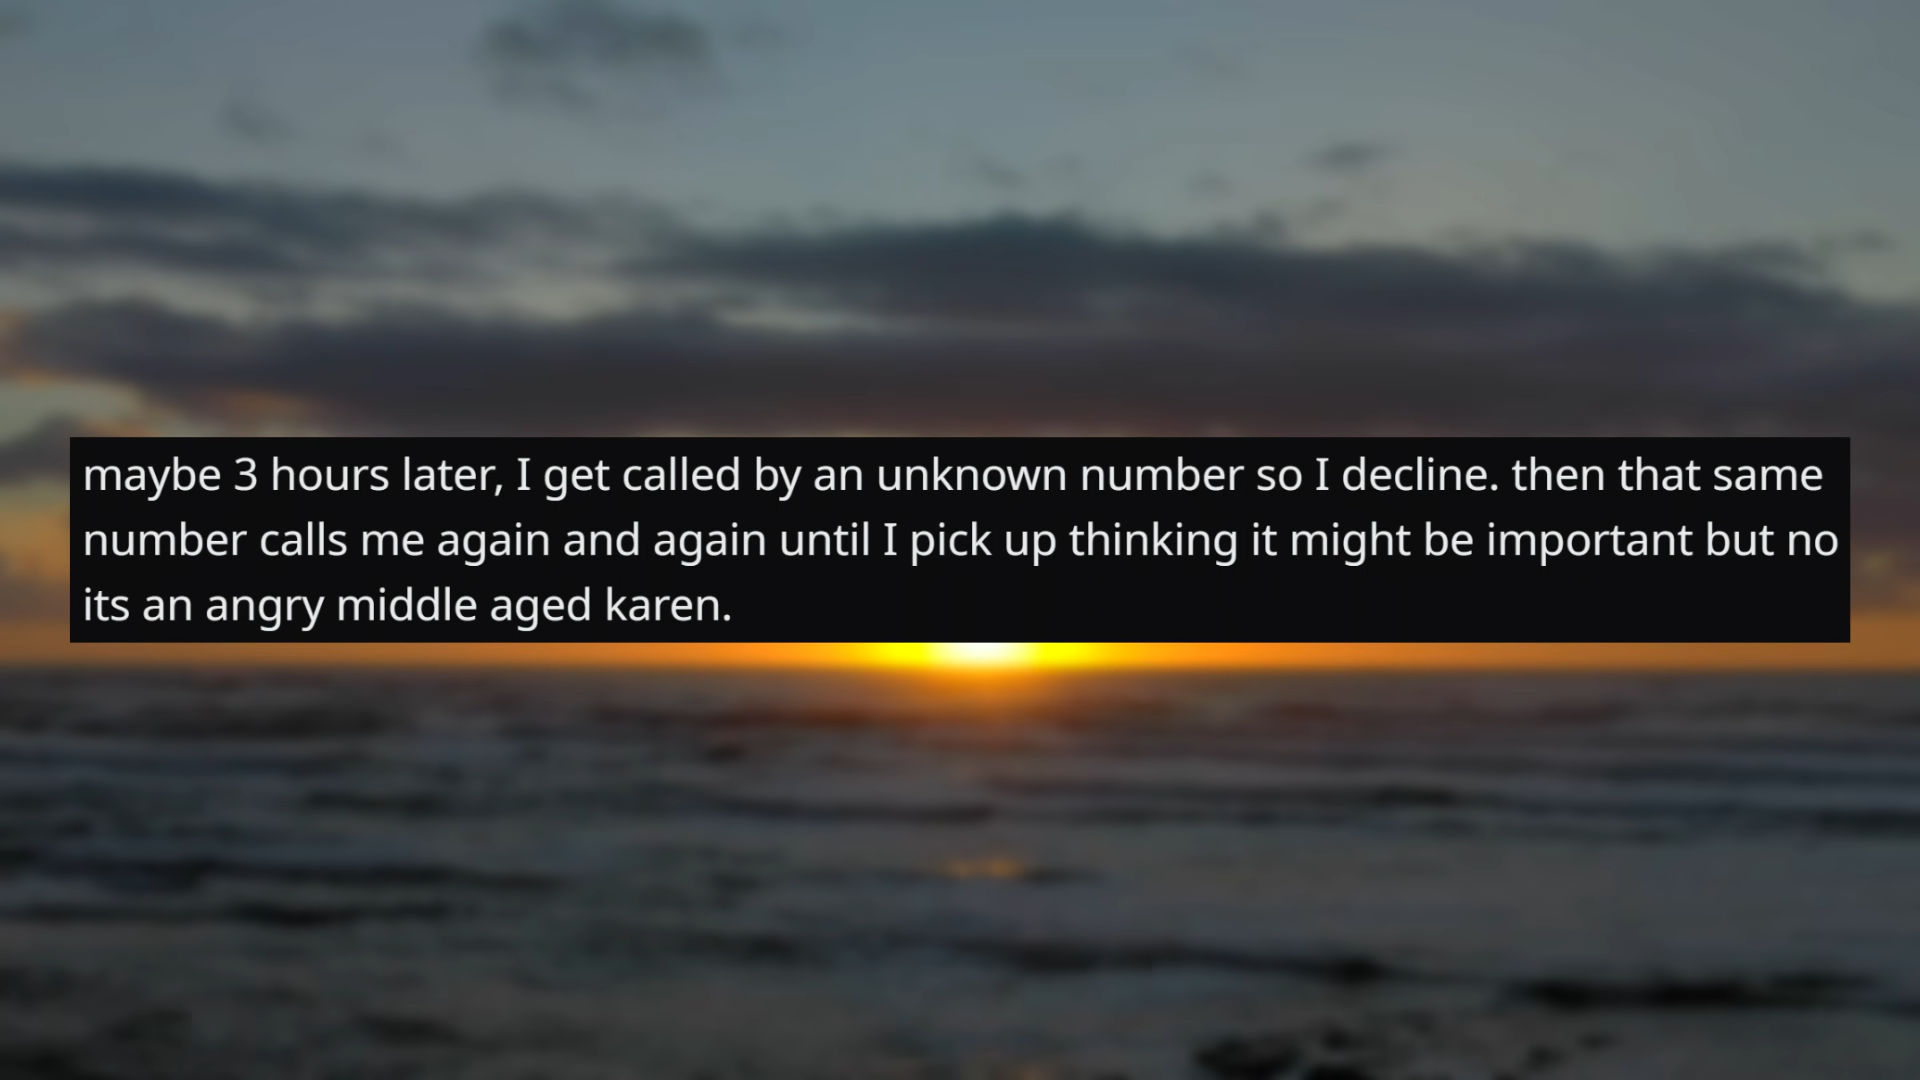 maybe 3 hours later, I get called by an unknown number so I decline. then that same
number calls me again and again until I pick up thinking it might be important but no
its an angry middle aged karen.